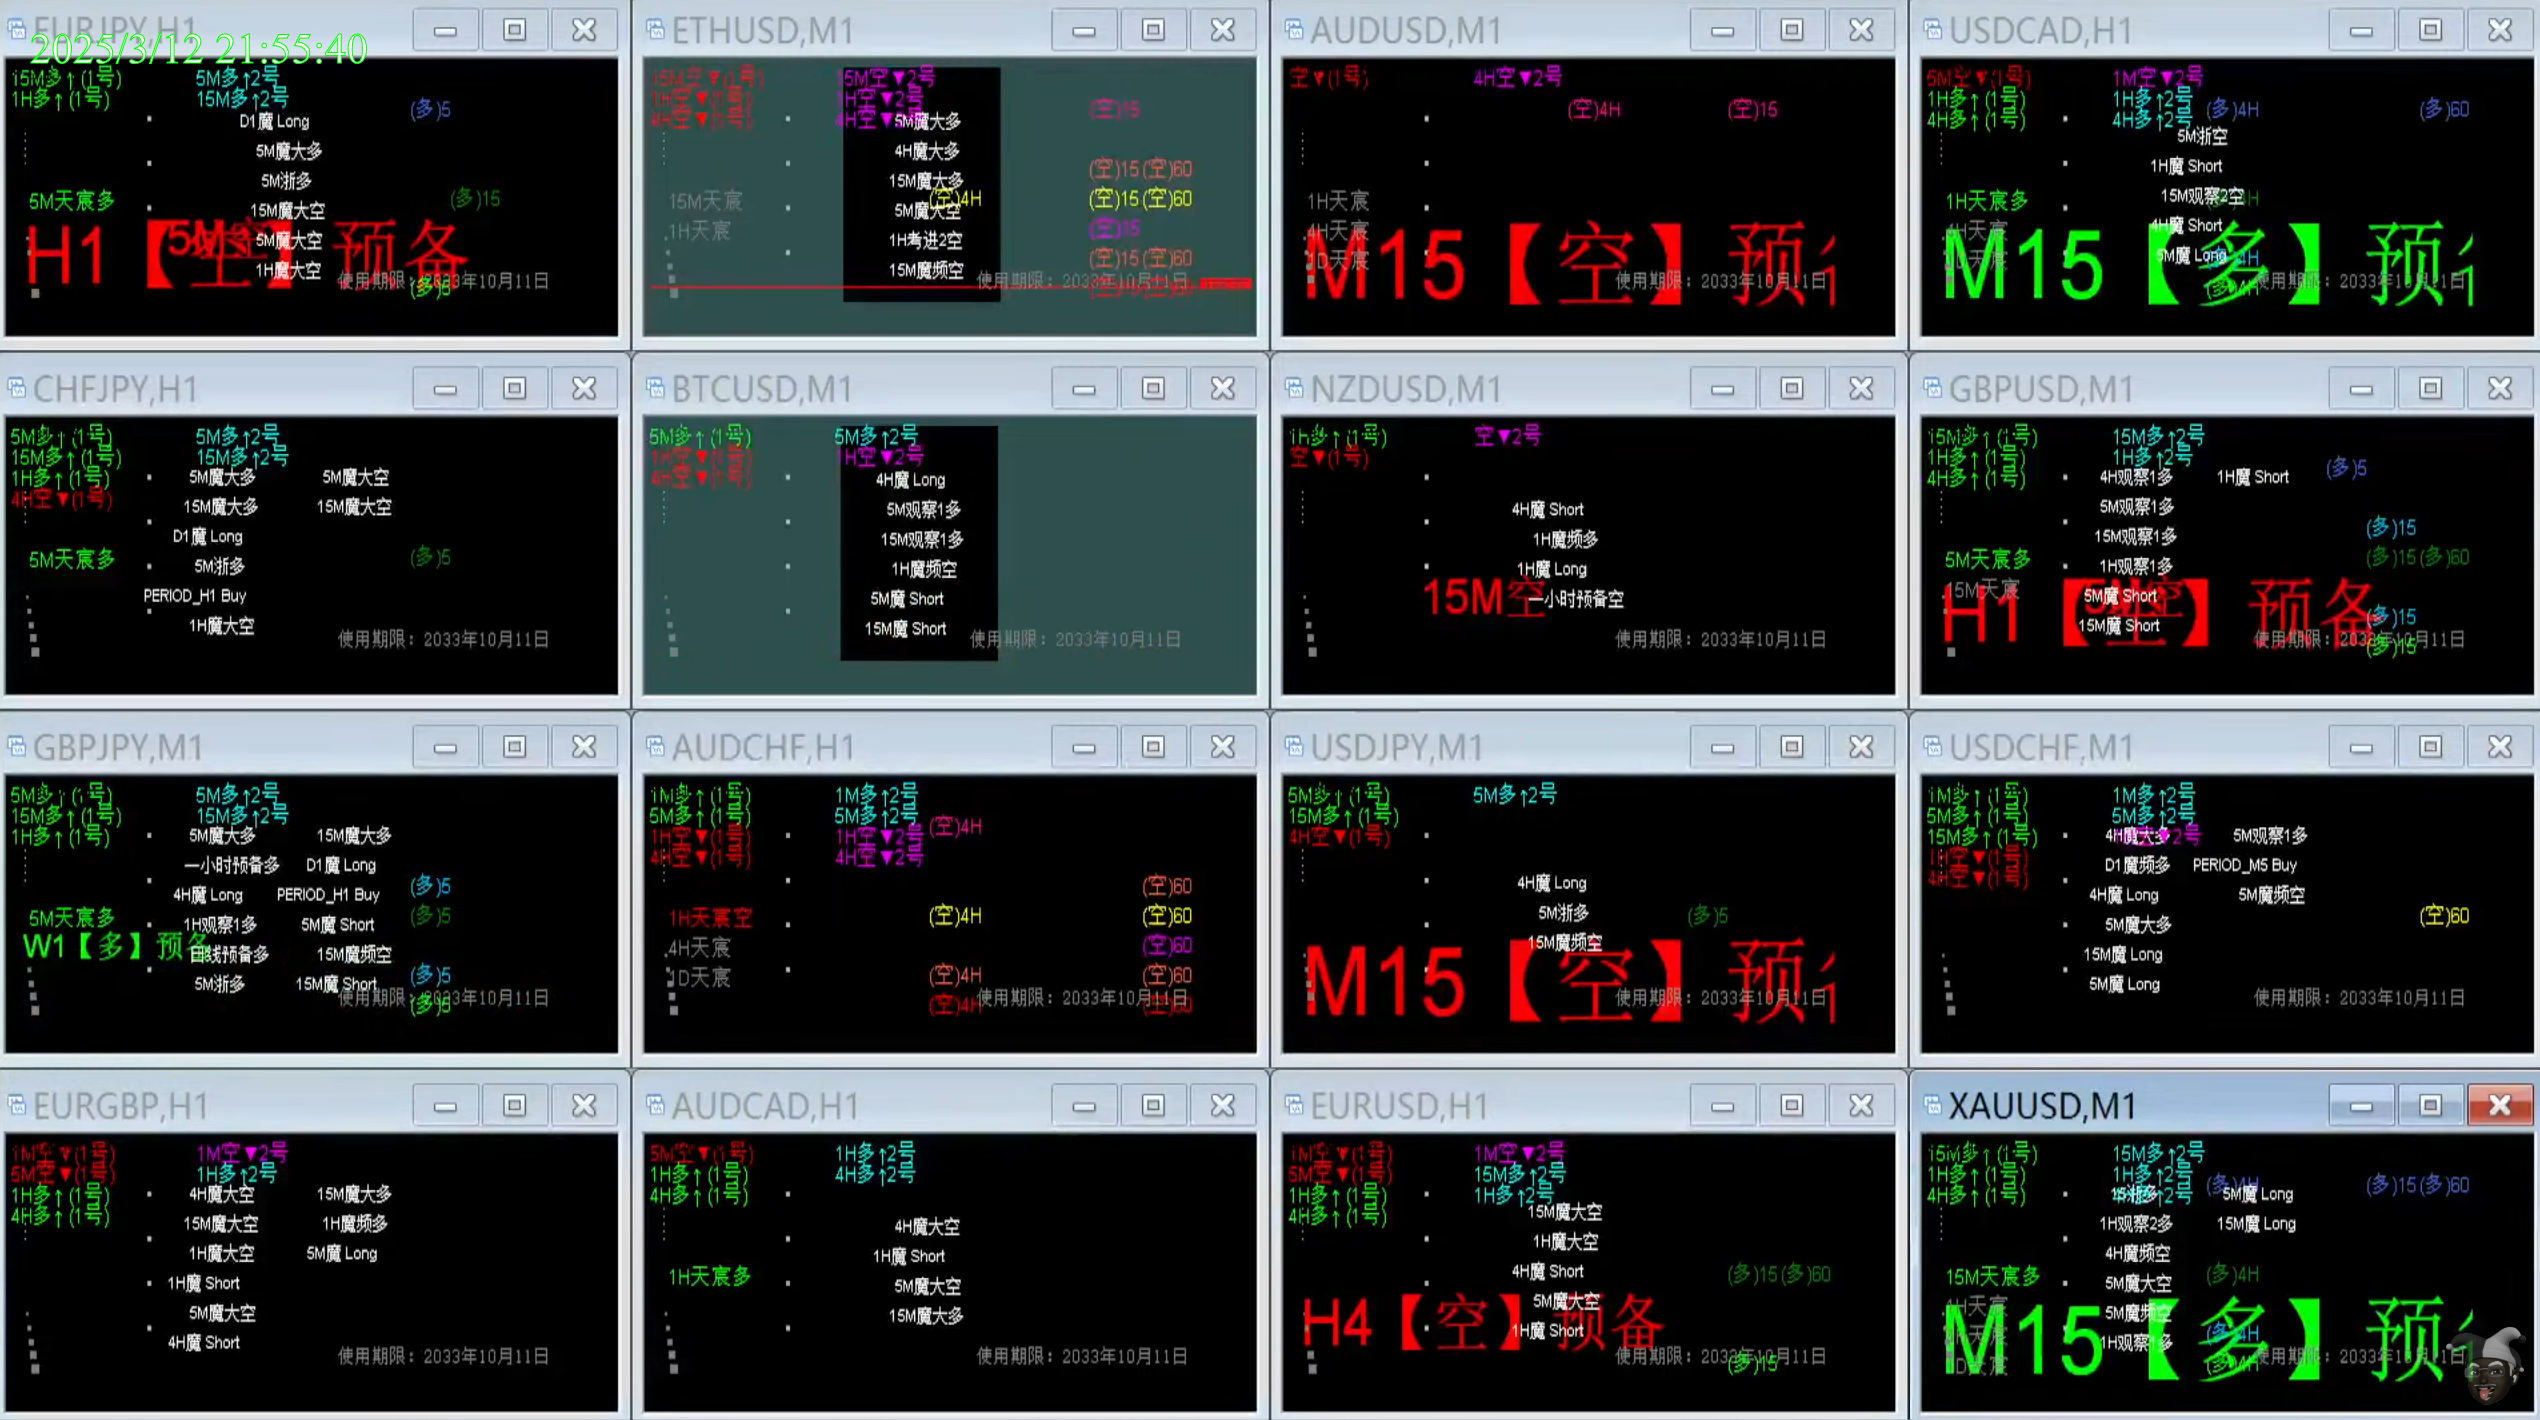 EURJPY,H1
2025/3/12 21:55:40
15M多↑(1号) 5M多↑2号
1H多↑(1号) 15M多↑2号
(多)5
D1魔 Long
5M魔大多
5M浙多
5M天宸多
(多)15
15M魔大空
H1【空】预备
5M魔大空
1H魔大空
使用期限：2033年10月11日
(多)5
ETHUSD,M1
15M空▼(1号) 15M空▼2号
1H空▼(1号) 1H空▼2号
4H空▼(1号) 4H空▼2号
(空)15
5M魔大多
4H魔大多
(空)15(空)60
15M魔大多
15M天宸
(空)4H
(空)15(空)60
5M魔大空
1H天宸
(空)15
1H考进2空
(空)15(空)60
15M魔频空
使用期限：2033年10月11日
AUDUSD,M1
空▼(1号) 4H空▼2号
(空)4H (空)15
1H天宸
4H天宸
1D天宸
M15【空】预
使用期限：2033年10月11日
USDCAD,H1
5M空▼(1号) 1M空▼2号
1H多↑(1号) 1H多↑2号
4H多↑(1号) 4H多↑2号
(多)4H (多)60
5M浙空
1H魔 Short
15M观察2空
1H天宸多
4H魔 Short
4H天宸
5M魔 Long
M15【多】预
使用期限：2033年10月11日
CHFJPY,H1
5M多↑(1号) 5M多↑2号
15M多↑(1号) 15M多↑2号
1H多↑(1号)
4H空▼(1号)
5M魔大多 5M魔大空
15M魔大多 15M魔大空
D1魔 Long
5M天宸多
5M浙多
(多)5
PERIOD_H1 Buy
1H魔大空
使用期限：2033年10月11日
BTCUSD,M1
5M多↑(1号) 5M多↑2号
1H空▼(1号) 1H空▼2号
4H空▼(1号)
4H魔 Long
5M观察1多
15M观察1多
1H魔频空
5M魔 Short
15M魔 Short
使用期限：2033年10月11日
NZDUSD,M1
1H多↑(1号) 空▼2号
空▼(1号)
4H魔 Short
1H魔频多
1H魔 Long
15M空
一小时预备空
使用期限：2033年10月11日
GBPUSD,M1
15M多↑(1号) 15M多↑2号
1H多↑(1号) 1H多↑2号
4H多↑(1号)
(多)5
4H观察1多 1H魔 Short
5M观察1多
15M观察1多
(多)15
5M天宸多
1H观察1多
(多)15(多)60
15M天宸
5M魔 Short
H1【空】预备
15M魔 Short
(多)15
使用期限：2033年10月11日
(多)15
GBPJPY,M1
5M多↑(1号) 5M多↑2号
15M多↑(1号) 15M多↑2号
1H多↑(1号)
5M魔大多 15M魔大多
一小时预备多 D1魔 Long
4H魔 Long PERIOD_H1 Buy
(多)5
5M天宸多
1H观察1多 5M魔 Short
(多)5
W1【多】预备
日线预备多 15M魔频空
5M浙多 15M魔 Short
(多)5
使用期限：2033年10月11日
(多)5
AUDCHF,H1
1M多↑(1号) 1M多↑2号
5M多↑(1号) 5M多↑2号
1H空▼(1号) 1H空▼2号
4H空▼(1号) 4H空▼2号
(空)4H
(空)60
1H天宸空
(空)4H (空)60
4H天宸
(空)60
1D天宸
(空)4H (空)60
(空)4H (空)60
使用期限：2033年10月11日
USDJPY,M1
5M多↑(1号) 5M多↑2号
15M多↑(1号)
4H空▼(1号)
4H魔 Long
5M浙多
(多)5
15M魔频空
M15【空】预
使用期限：2033年10月11日
USDCHF,M1
1M多↑(1号) 1M多↑2号
5M多↑(1号) 5M多↑2号
15M多↑(1号)
1H空▼(1号)
4H空▼(1号)
4H魔大多 5M观察1多
D1魔频多 PERIOD_M5 Buy
4H魔 Long 5M魔频空
5M魔大多
(空)60
15M魔 Long
5M魔 Long
使用期限：2033年10月11日
EURGBP,H1
1M空▼(1号) 1M空▼2号
5M空▼(1号) 1H多↑2号
1H多↑(1号)
4H多↑(1号)
4H魔大空 15M魔大多
15M魔大空 1H魔频多
1H魔大空 5M魔 Long
1H魔 Short
5M魔大空
4H魔 Short
使用期限：2033年10月11日
AUDCAD,H1
5M空▼(1号) 1H多↑2号
1H多↑(1号) 4H多↑2号
4H多↑(1号)
4H魔大空
1H魔 Short
1H天宸多
5M魔大空
15M魔大多
使用期限：2033年10月11日
EURUSD,H1
1M空▼(1号) 1M空▼2号
5M空▼(1号) 15M多↑2号
1H多↑(1号) 1H多↑2号
4H多↑(1号)
15M魔大空
1H魔大空
4H魔 Short
(多)15(多)60
5M魔大空
H4【空】预备
1H魔 Short
使用期限：2033年10月11日
(多)15
XAUUSD,M1
15M多↑(1号) 15M多↑2号
1H多↑(1号) 1H多↑2号
4H多↑(1号) 4H多↑2号
(多)4H (多)15(多)60
15M浙多 5M魔 Long
1H观察2多 15M魔 Long
4H魔频空
15M天宸多
5M魔大空
(多)4H
4H天宸
5M魔频空
M15【多】预
(多)4H
使用期限：2033年10月11日